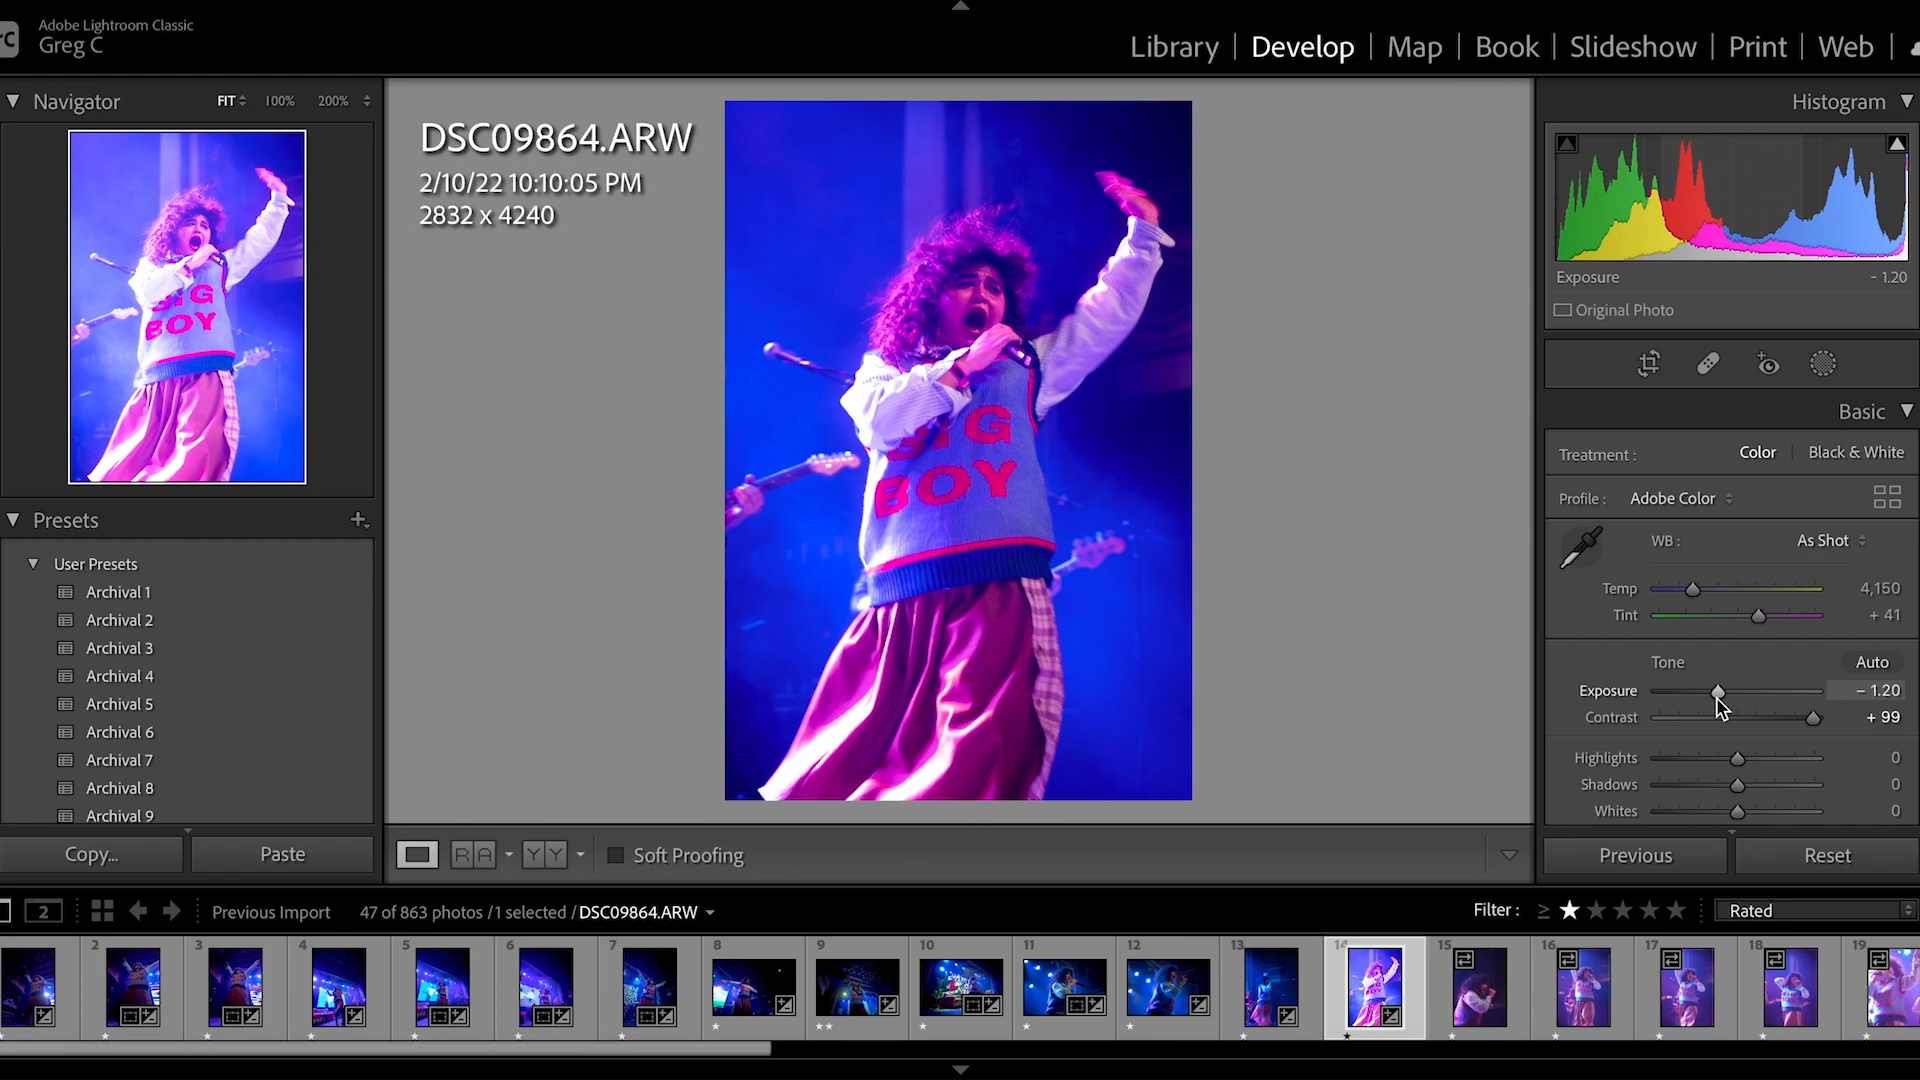 rC
Adobe Lightroom Classic
Greg C
Library | Develop | Map | Book | Slideshow | Print | Web |
Navigator FIT 100% 200%
Histogram
DSC09864.ARW
2/10/22 10:10:05 PM
2832 x 4240
BIG
BOY
BIG
BOY
Exposure - 1.20
Original Photo
Basic
Treatment : Color Black & White
Profile : Adobe Color
WB : As Shot
Temp 4,150
Tint + 41
Tone Auto
Exposure - 1.20
Contrast + 99
Highlights 0
Shadows 0
Whites 0
Presets
User Presets
Archival 1
Archival 2
Archival 3
Archival 4
Archival 5
Archival 6
Archival 7
Archival 8
Archival 9
Copy... Paste
RA YY Soft Proofing
Previous Reset
2 Previous Import 47 of 863 photos /1 selected /DSC09864.ARW
Filter : ≥ ★★★★★ Rated
2 3 4 5 6 7 8 9 10 11 12 13 14 15 16 17 18 19